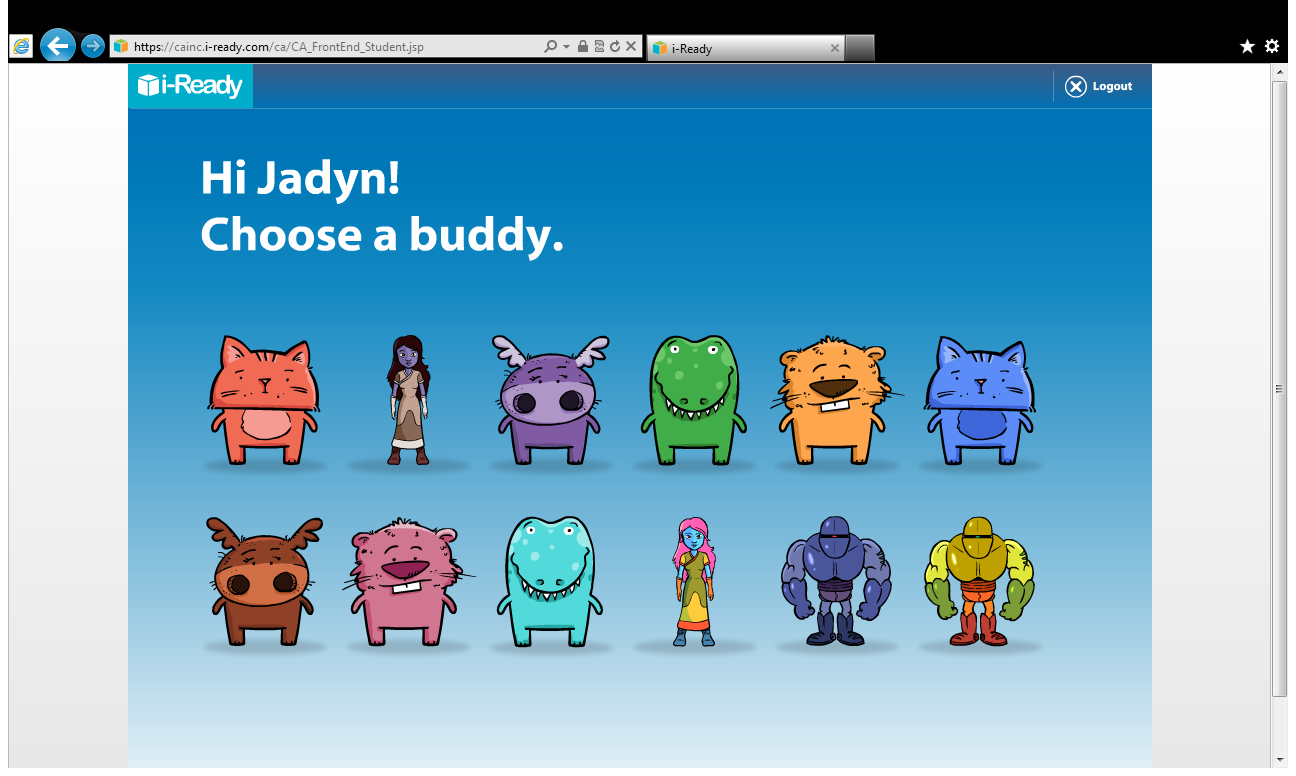 https://cainc.i-ready.com/ca/CA_FrontEnd_Student.jsp
i-Ready
i-Ready
Logout
Hi Jadyn!
Choose a buddy.